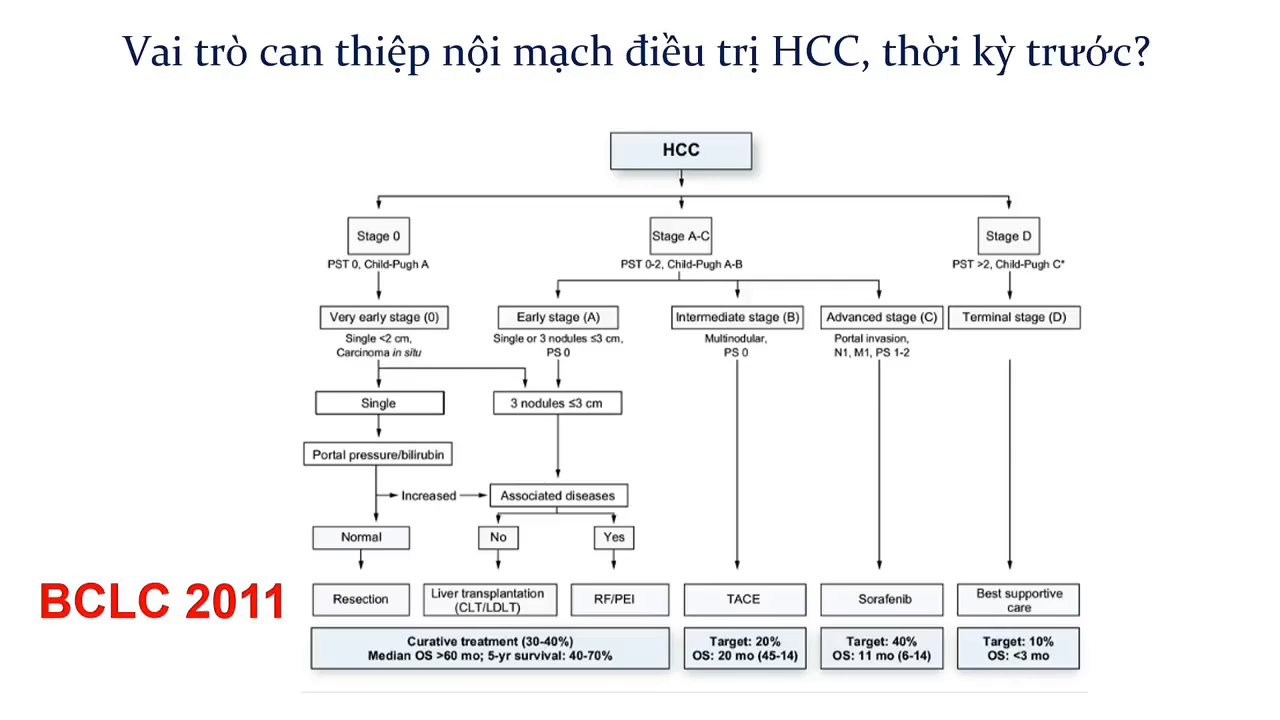 Vai trò can thiệp nội mạch điều trị HCC, thời kỳ trước?
HCC
Stage 0
Stage A-C
Stage D
PST 0, Child-Pugh A
PST 0-2, Child-Pugh A-B
PST >2, Child-Pugh C*
Very early stage (0)
Early stage (A)
Intermediate stage (B)
Advanced stage (C)
Terminal stage (D)
Single <2 cm,
Carcinoma in situ
Single or 3 nodules ≤3 cm,
PS 0
Multinodular,
PS 0
Portal invasion,
N1, M1, PS 1-2
Single
3 nodules ≤3 cm
Portal pressure/bilirubin
Increased
Associated diseases
Normal
No
Yes
BCLC 2011
Resection
Liver transplantation
(CLT/LDLT)
RF/PEI
TACE
Sorafenib
Best supportive
care
Curative treatment (30-40%)
Median OS >60 mo; 5-yr survival: 40-70%
Target: 20%
OS: 20 mo (45-14)
Target: 40%
OS: 11 mo (6-14)
Target: 10%
OS: <3 mo